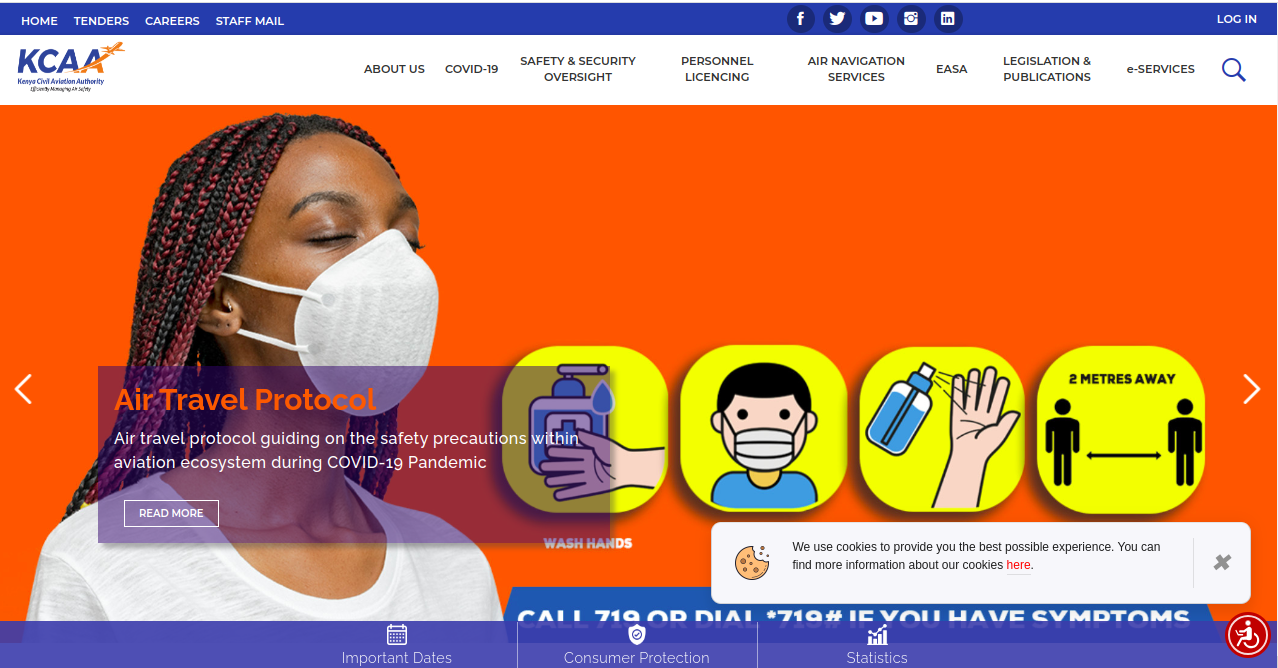 HOME TENDERS CAREERS STAFF MAIL
LOG IN
KCAA
Kenya Civil Aviation Authority
Efficiently Managing Air Safety
ABOUT US
COVID-19
SAFETY & SECURITY
OVERSIGHT
PERSONNEL
LICENCING
AIR NAVIGATION
SERVICES
EASA
LEGISLATION &
PUBLICATIONS
e-SERVICES
2 METRES AWAY
Air Travel Protocol
Air travel protocol guiding on the safety precautions within
aviation ecosystem during COVID-19 Pandemic
READ MORE
WASH HANDS
We use cookies to provide you the best possible experience. You can
find more information about our cookies here.
CALL 719 OR DIAL *719# IF YOU HAVE SYMPTOMS
Important Dates
Consumer Protection
Statistics